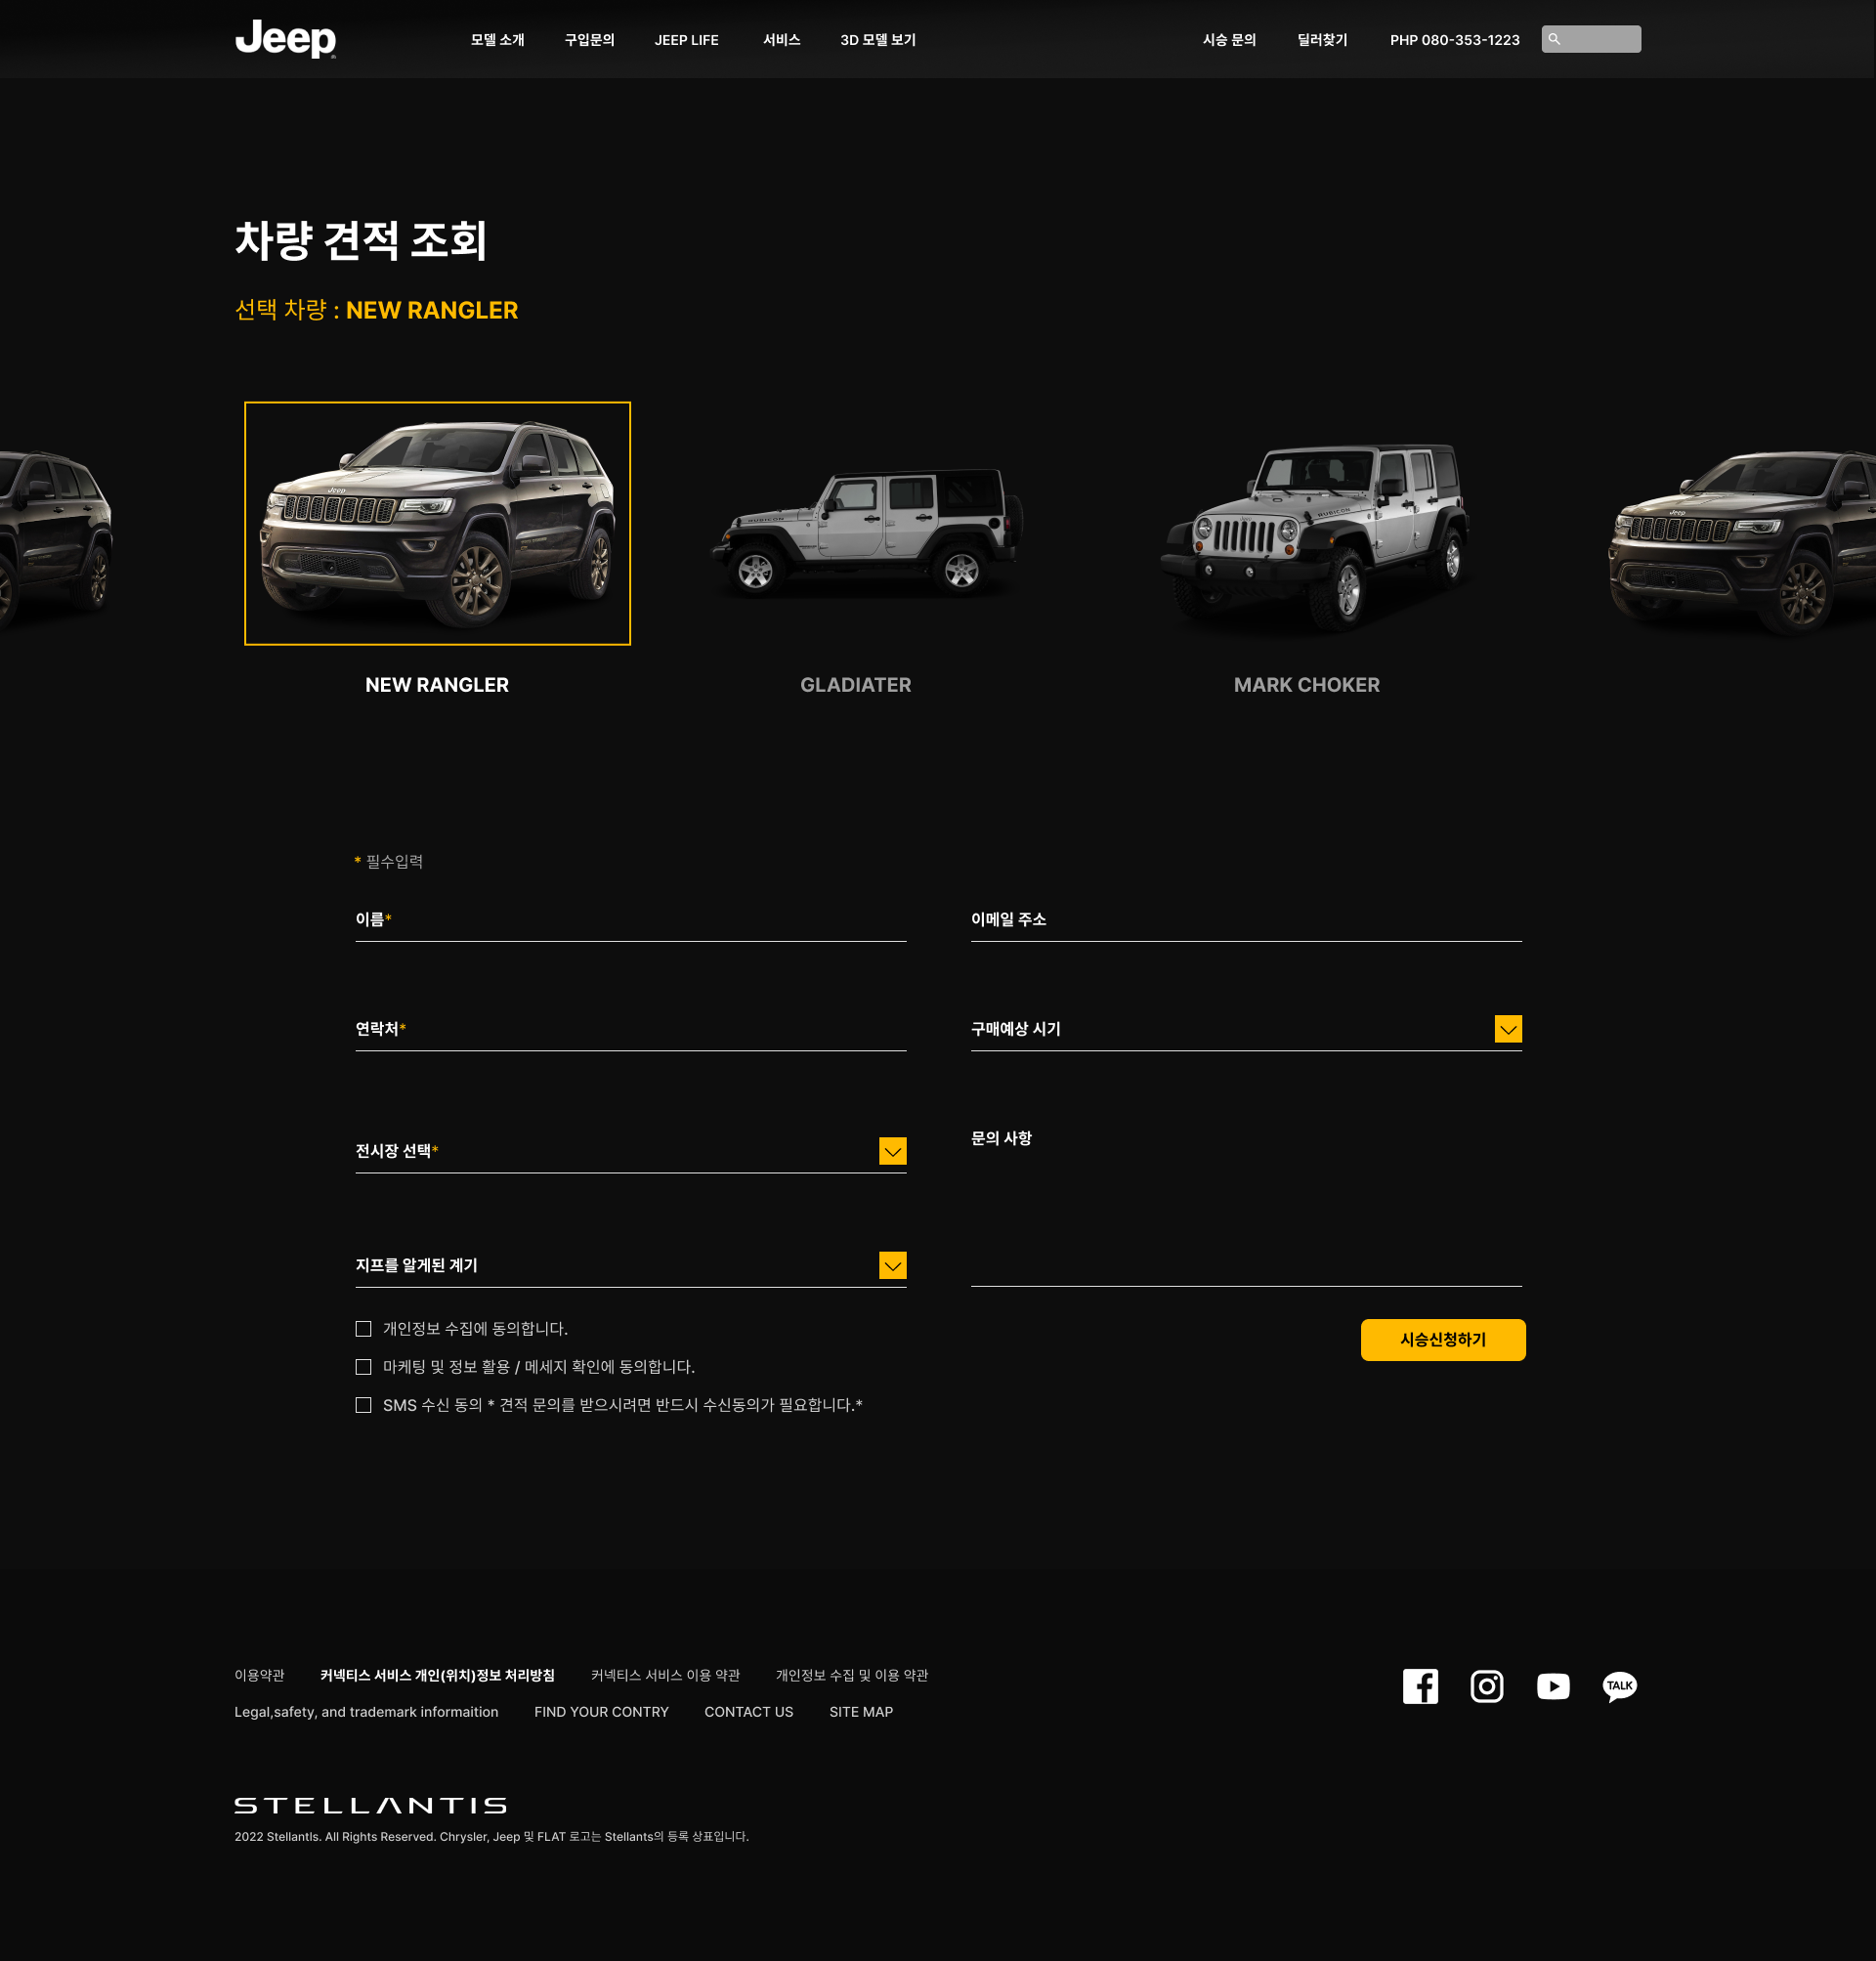 Jeep
모델 소개 구입문의 JEEP LIFE 서비스 3D 모델 보기 시승 문의 딜러찾기 PHP 080-353-1223
차량 견적 조회
선택 차량 : NEW RANGLER
NEW RANGLER GLADIATER MARK CHOKER
* 필수입력
이름* 이메일 주소
연락처* 구매예상 시기
전시장 선택* 문의 사항
지프를 알게된 계기
개인정보 수집에 동의합니다.
시승신청하기
마케팅 및 정보 활용 / 메세지 확인에 동의합니다.
SMS 수신 동의 * 견적 문의를 받으시려면 반드시 수신동의가 필요합니다.*
이용약관 커넥티스 서비스 개인(위치)정보 처리방침 커넥티스 서비스 이용 약관 개인정보 수집 및 이용 약관
TALK
Legal,safety, and trademark informaition FIND YOUR CONTRY CONTACT US SITE MAP
STELLANTIS
2022 Stellantls. All Rights Reserved. Chrysler, Jeep 및 FLAT 로고는 Stellants의 등록 상표입니다.